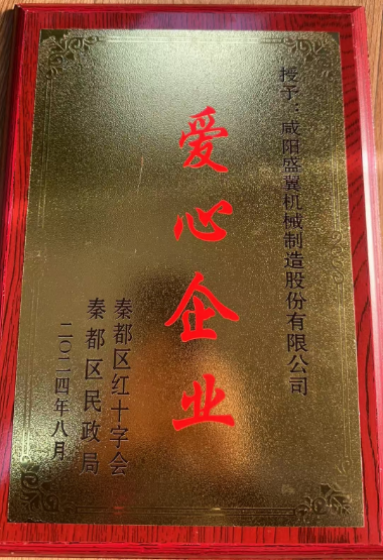 授予：咸阳盛翼机械制造股份有限公司
爱心企业
秦都区红十字会
秦都区民政局
二〇二四年八月